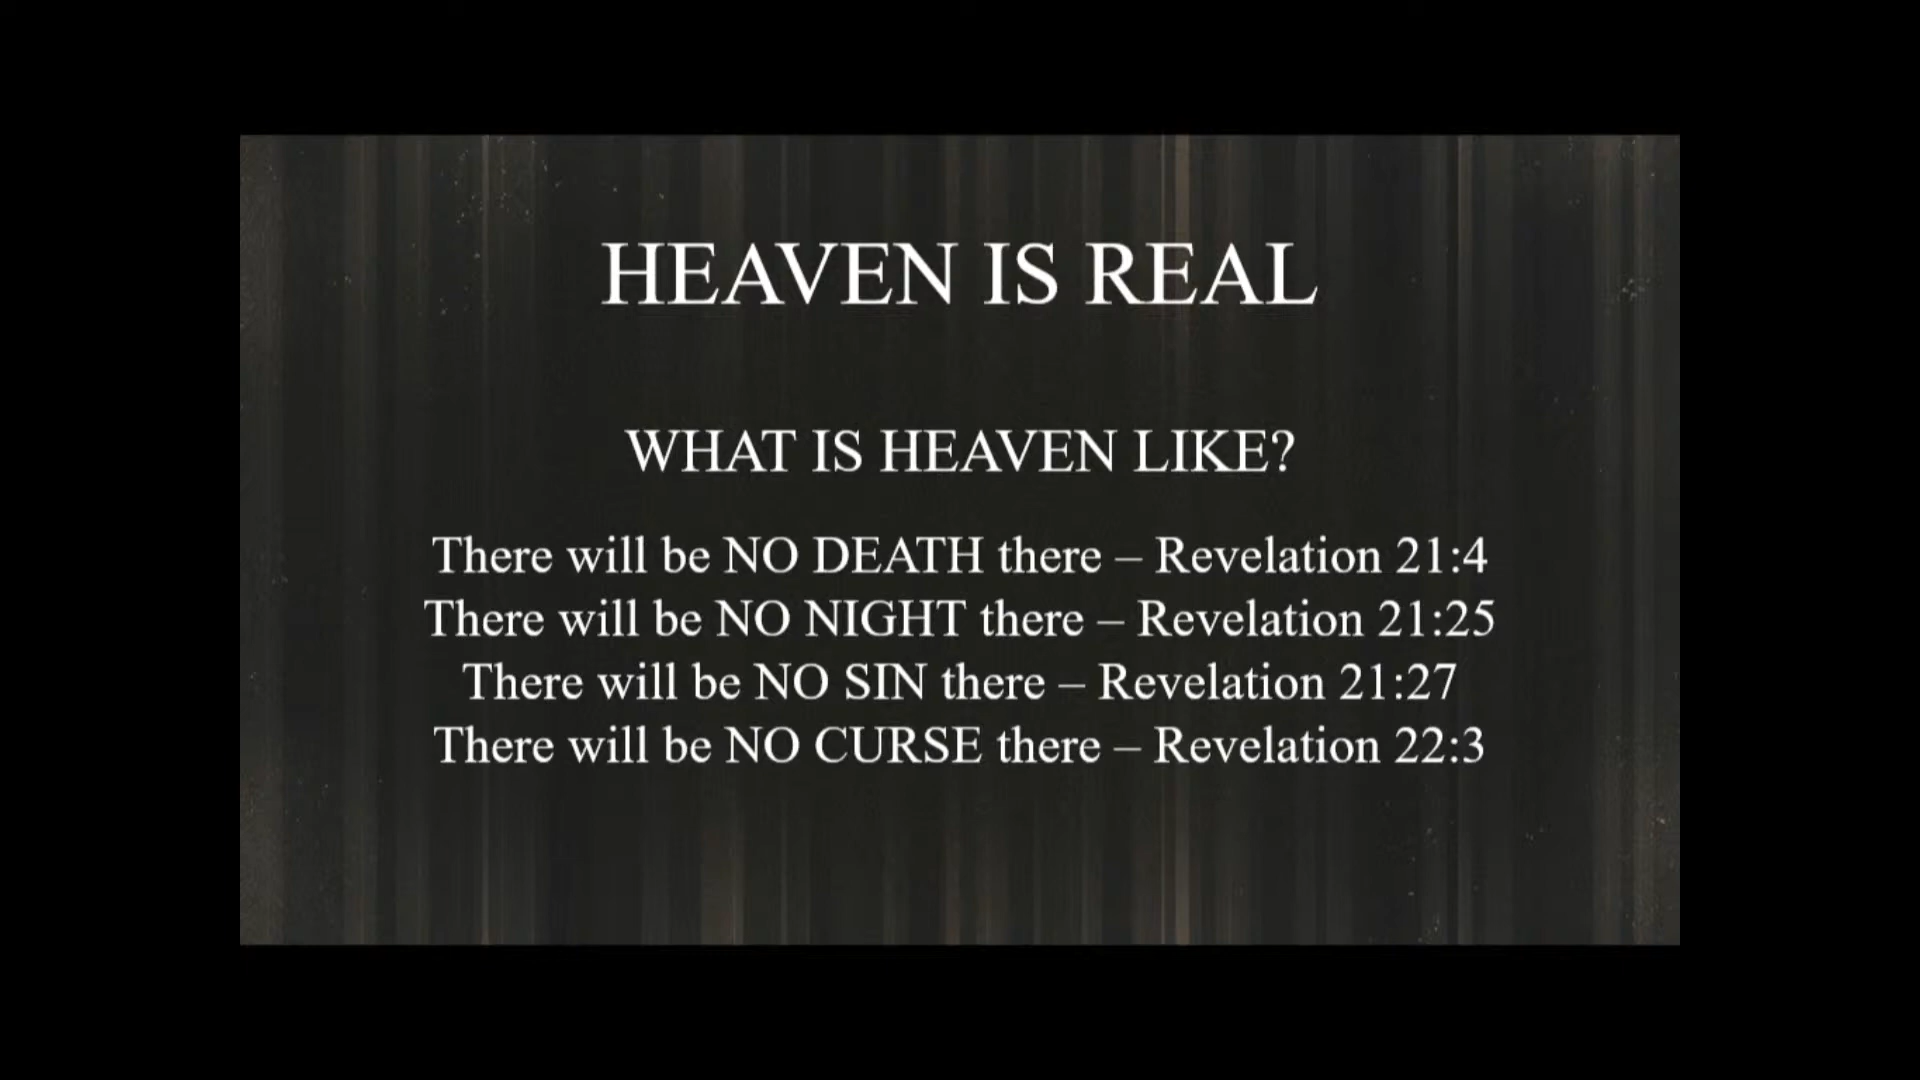 HEAVEN IS REAL
WHAT IS HEAVEN LIKE?
There will be NO DEATH there – Revelation 21:4
There will be NO NIGHT there – Revelation 21:25
There will be NO SIN there – Revelation 21:27
There will be NO CURSE there – Revelation 22:3